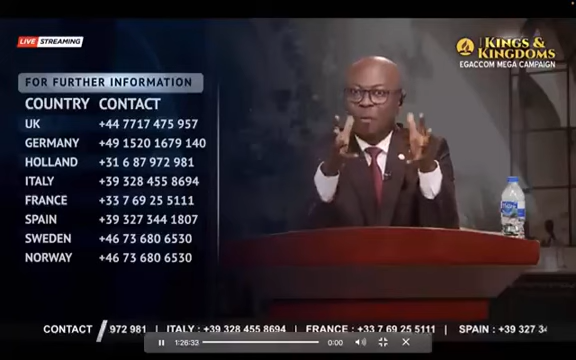 LIVE STREAMING
KINGS &
KINGDOMS
EGACCOM MEGA CAMPAIGN
FOR FURTHER INFORMATION
COUNTRY CONTACT
UK +44 7717 475 957
GERMANY +49 1520 1679 140
HOLLAND +31 6 87 972 981
ITALY +39 328 455 8694
FRANCE +33 7 69 25 5111
SPAIN +39 327 344 1807
SWEDEN +46 73 680 6530
NORWAY +46 73 680 6530
CONTACT / 972 981 | ITALY : +39 328 455 8694 | FRANCE : +33 7 69 25 5111 | SPAIN : +39 327 34
1:26:33 0:00